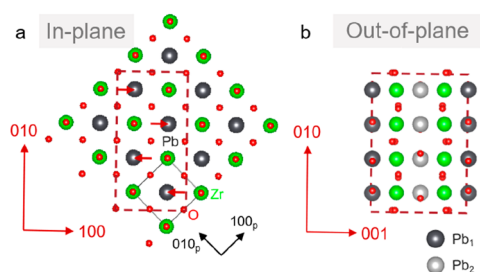 a In-plane
b Out-of-plane
010
100
Pb
Zr
O
010p
100p
010
001
Pb1
Pb2